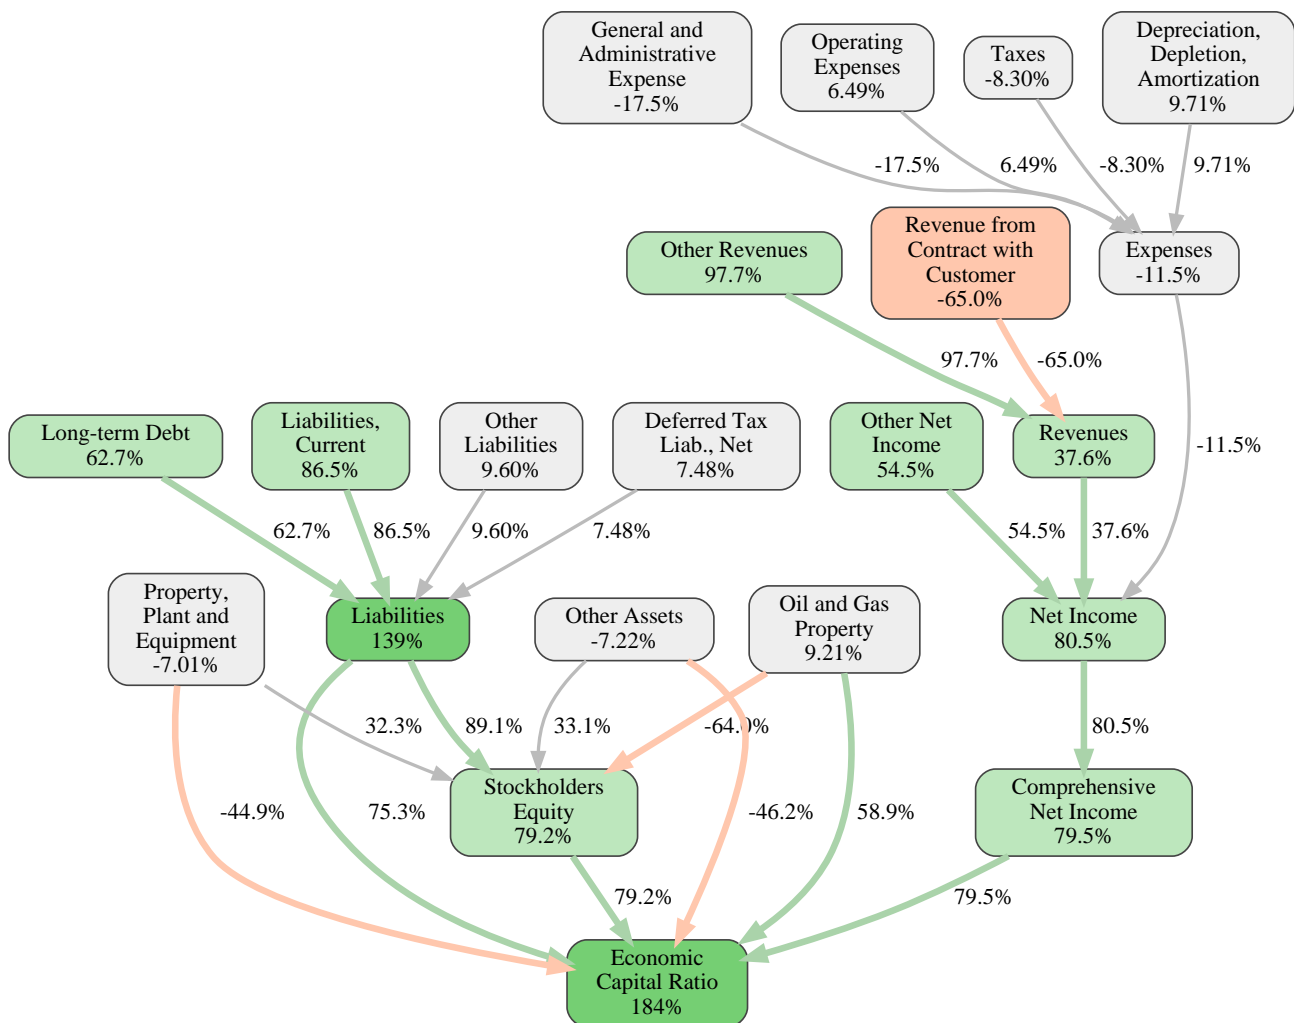 General and
Administrative
Expense
-17.5%
Operating
Expenses
6.49%
Taxes
-8.30%
Depreciation,
Depletion,
Amortization
9.71%
-17.5%
6.49%
-8.30%
9.71%
Other Revenues
97.7%
Revenue from
Contract with
Customer
-65.0%
Expenses
-11.5%
97.7%
-65.0%
Long-term Debt
62.7%
Liabilities,
Current
86.5%
Other
Liabilities
9.60%
Deferred Tax
Liab., Net
7.48%
Other Net
Income
54.5%
Revenues
37.6%
-11.5%
62.7%
86.5%
9.60%
7.48%
54.5%
37.6%
Property,
Plant and
Equipment
-7.01%
Liabilities
139%
Other Assets
-7.22%
Oil and Gas
Property
9.21%
Net Income
80.5%
32.3%
89.1%
33.1%
-64.0%
80.5%
-44.9%
75.3%
Stockholders
Equity
79.2%
-46.2%
58.9%
Comprehensive
Net Income
79.5%
79.2%
79.5%
Economic
Capital Ratio
184%